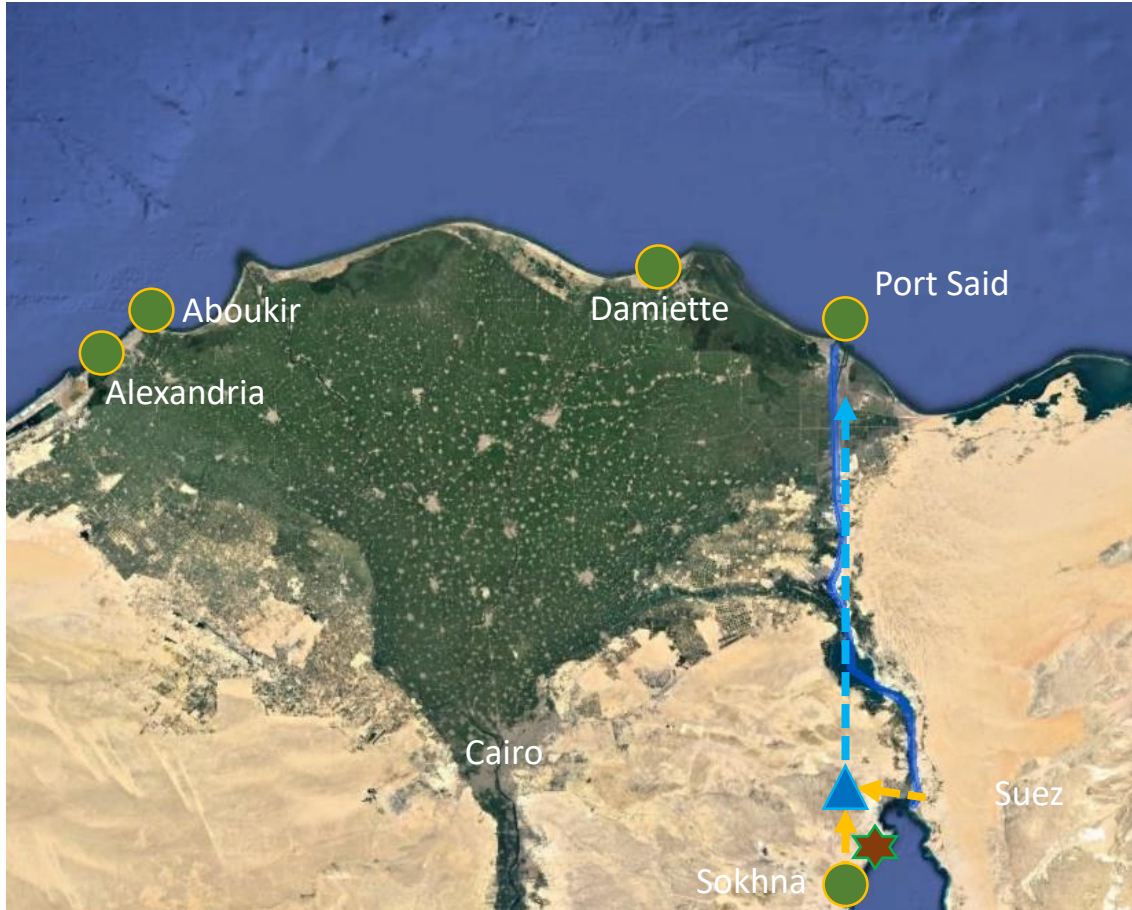 Port Said
Aboukir
Damiette
Alexandria
Cairo
Suez
Sokhna